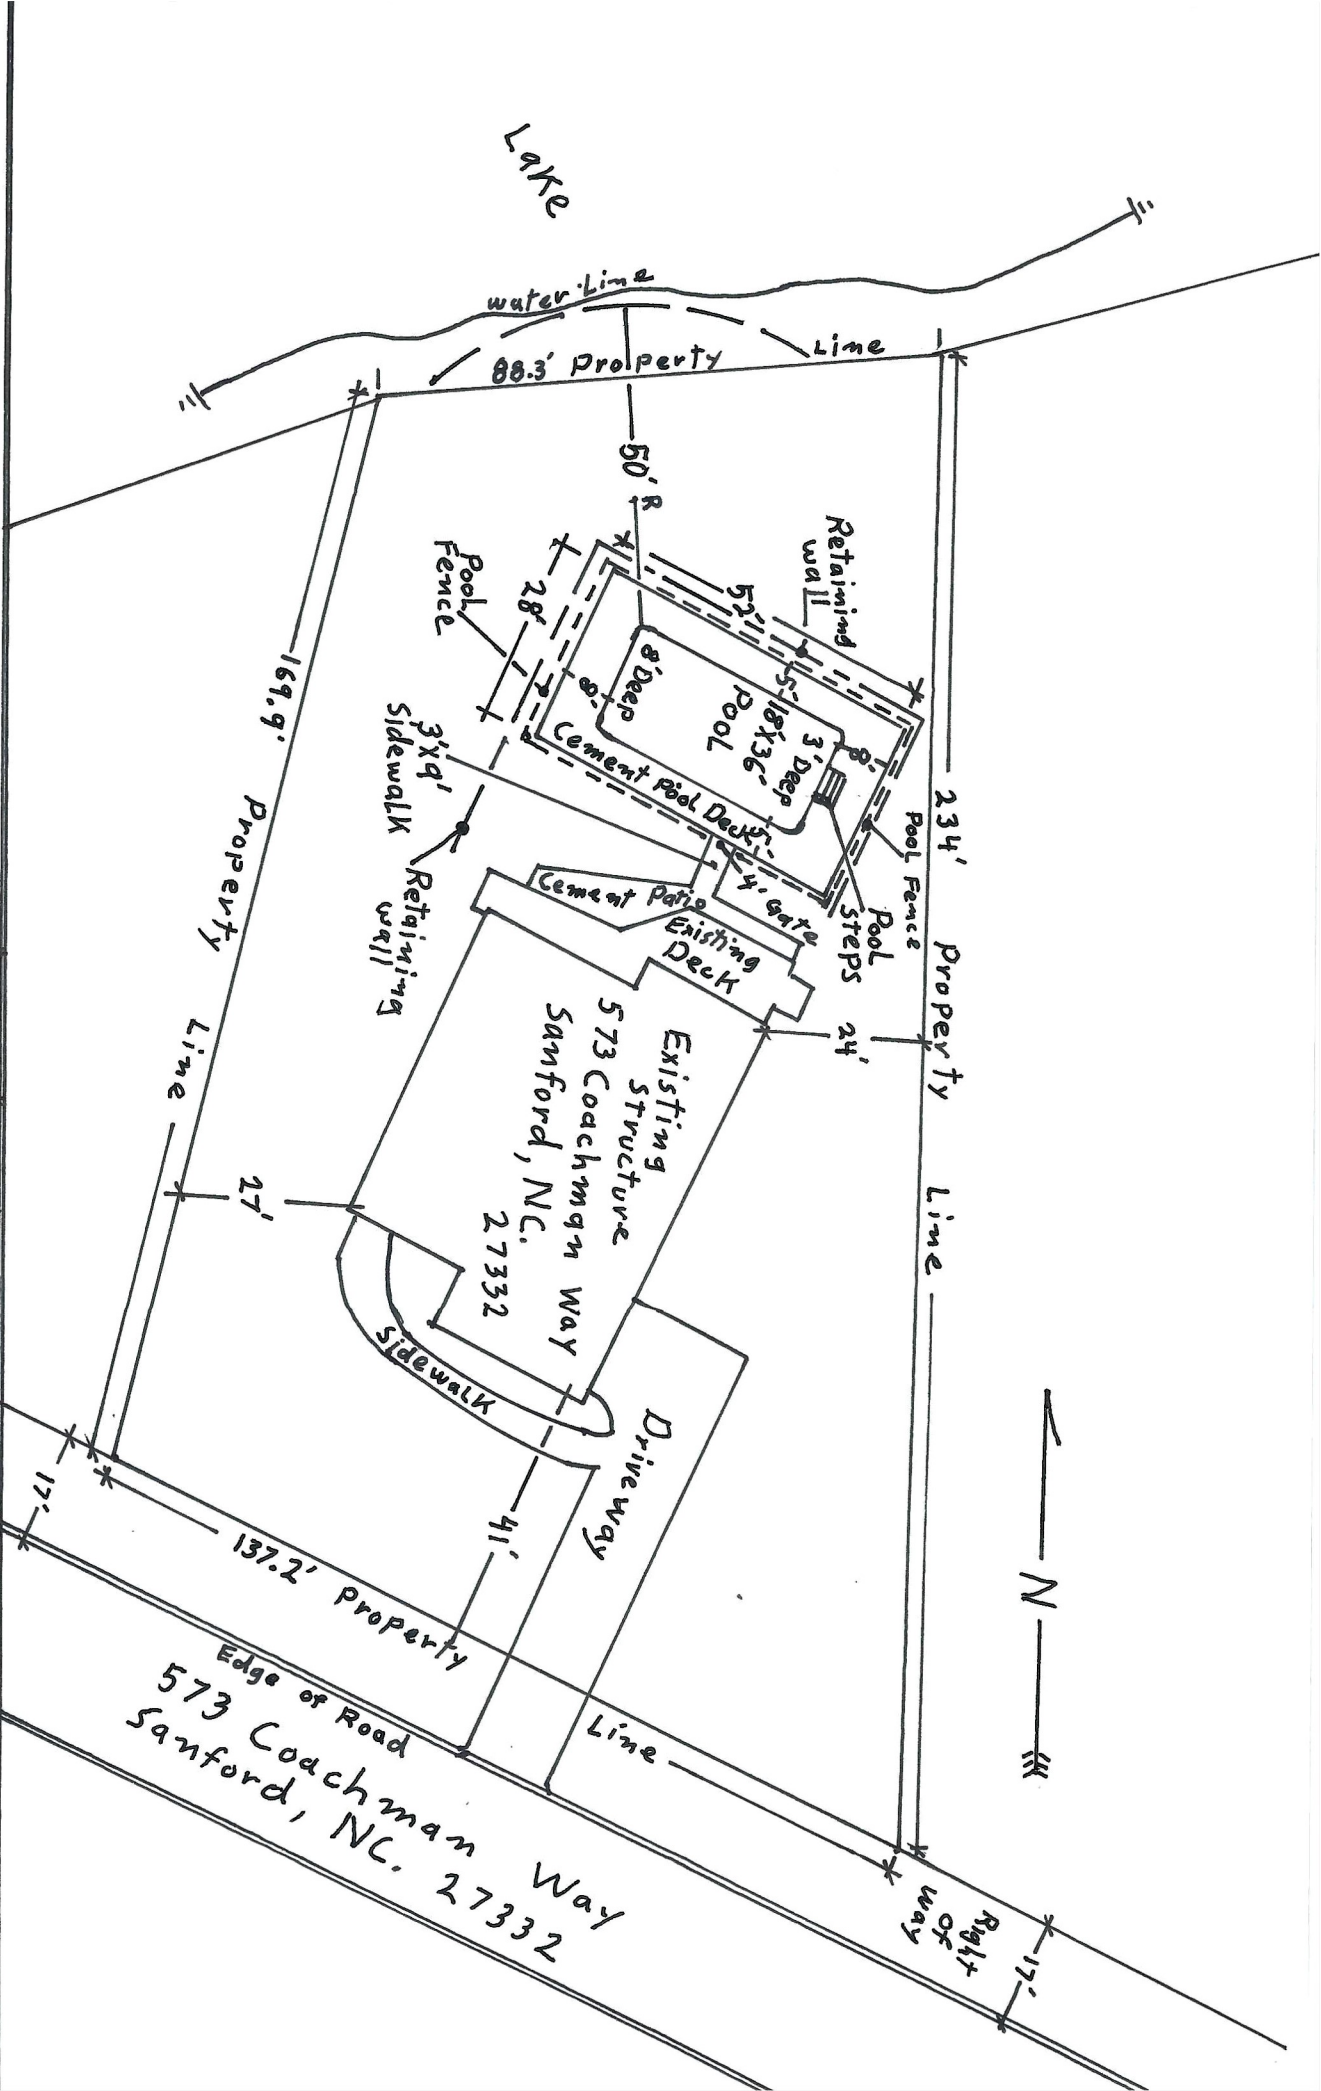 Lake
water Line
88.3' Property Line
50' R
Retaining
wall
52'
28'
Pool
Fence
8' Deep
8'
5'
18'X36'
POOL
3' Deep
8'
5'
Cement Pool Deck
3'X9'
Sidewalk
4' Gate
Pool Fence
Pool
Steps
Retaining
wall
Cement Patio
Existing
Deck
24'
234' Property Line
169.9' Property Line
Existing
Structure
573 Coachman Way
Sanford, NC.
27332
27'
Sidewalk
Driveway
41'
N
17'
137.2' Property Line
Edge of Road
573 Coachman Way
Sanford, NC. 27332
Right
of
way
17'